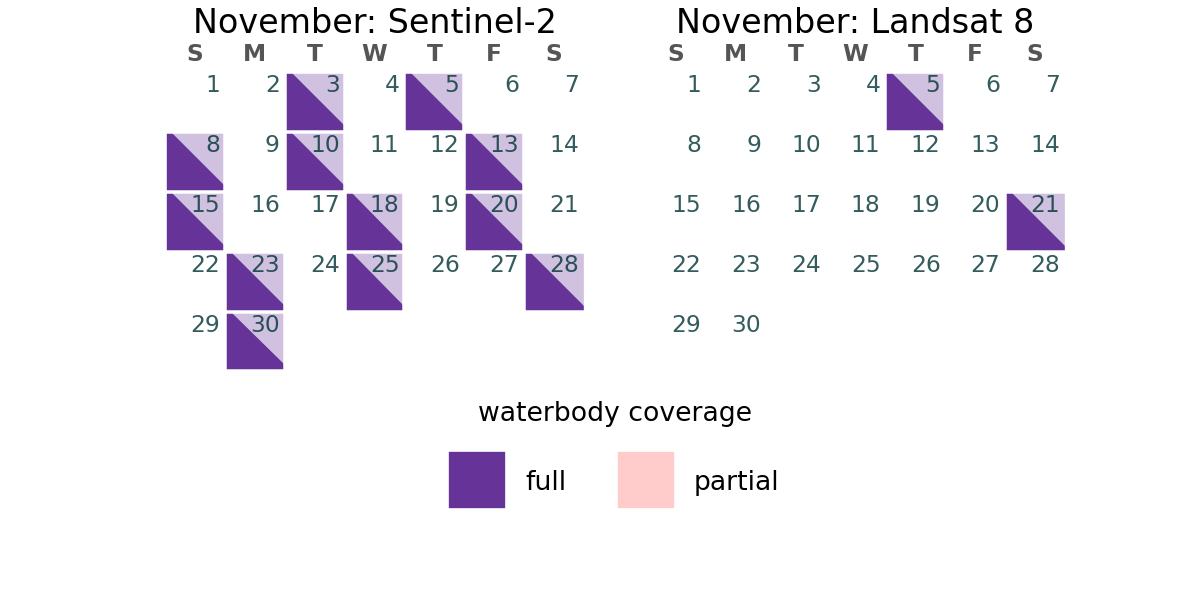 November: Sentinel-2
S M T W T F S
1 2 3 4 5 6 7
8 9 10 11 12 13 14
15 16 17 18 19 20 21
22 23 24 25 26 27 28
29 30
November: Landsat 8
S M T W T F S
1 2 3 4 5 6 7
8 9 10 11 12 13 14
15 16 17 18 19 20 21
22 23 24 25 26 27 28
29 30
waterbody coverage
full partial